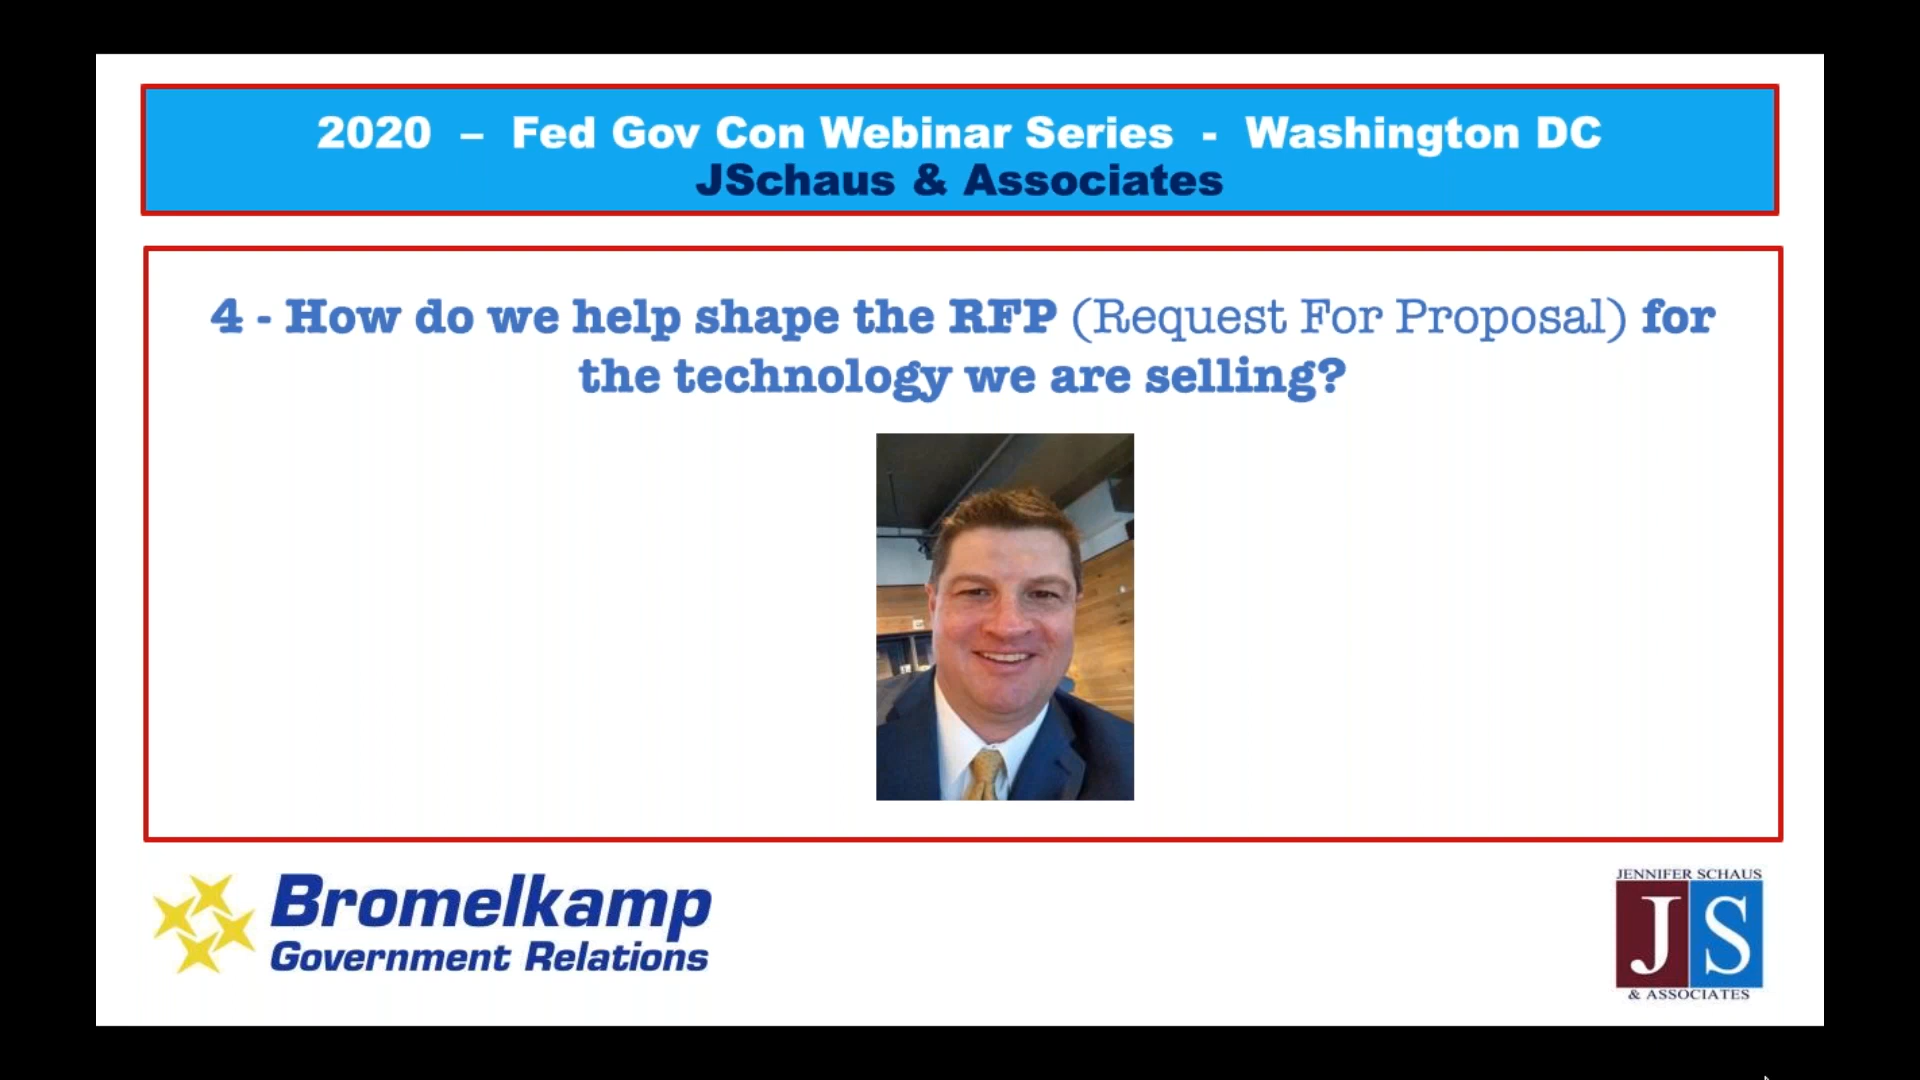 2020 – Fed Gov Con Webinar Series - Washington DC
JSchaus & Associates
4 - How do we help shape the RFP (Request For Proposal) for
the technology we are selling?
Bromelkamp
Government Relations
JENNIFER SCHAUS
JS
& ASSOCIATES